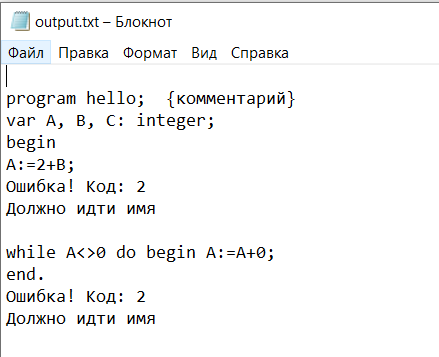 output.txt – Блокнот
Файл Правка Формат Вид Справка
program hello; {комментарий}
var A, B, C: integer;
begin
A:=2+B;
Ошибка! Код: 2
Должно идти имя
while A<>0 do begin A:=A+0;
end.
Ошибка! Код: 2
Должно идти имя